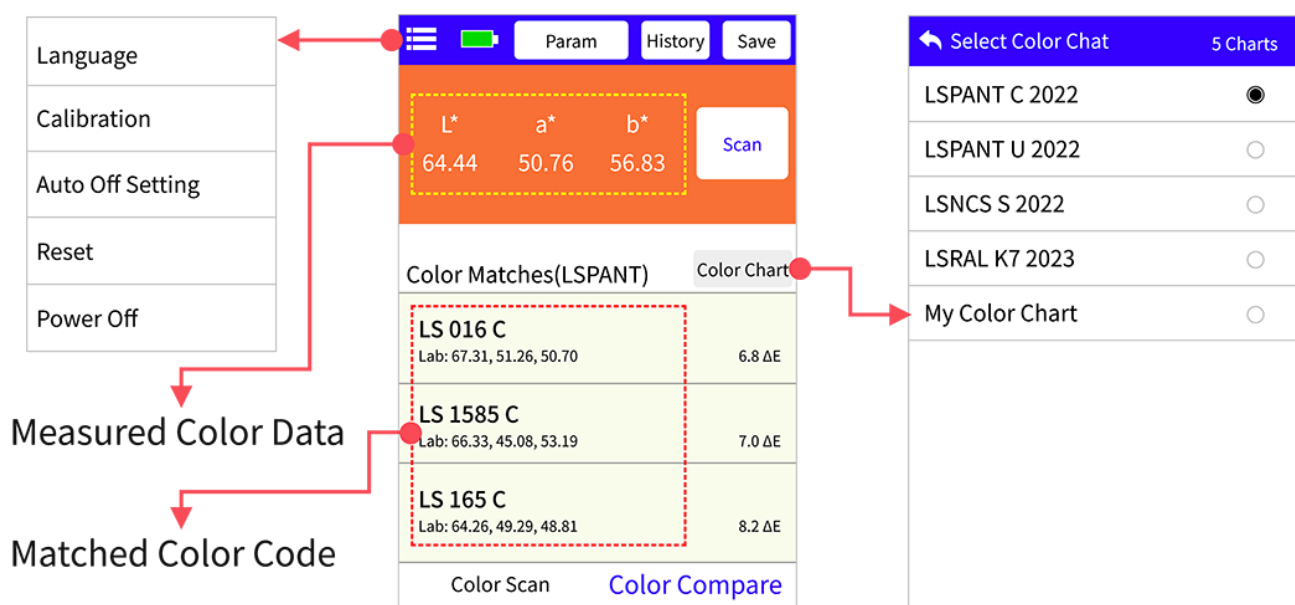 Language
Calibration
Auto Off Setting
Reset
Power Off
Measured Color Data
Matched Color Code
Param History Save
L* a* b*
64.44 50.76 56.83
Scan
Color Matches(LSPANT) Color Chart
LS 016 C
Lab: 67.31, 51.26, 50.70 6.8 ΔE
LS 1585 C
Lab: 66.33, 45.08, 53.19 7.0 ΔE
LS 165 C
Lab: 64.26, 49.29, 48.81 8.2 ΔE
Color Scan Color Compare
Select Color Chat 5 Charts
LSPANT C 2022
LSPANT U 2022
LSNCS S 2022
LSRAL K7 2023
My Color Chart